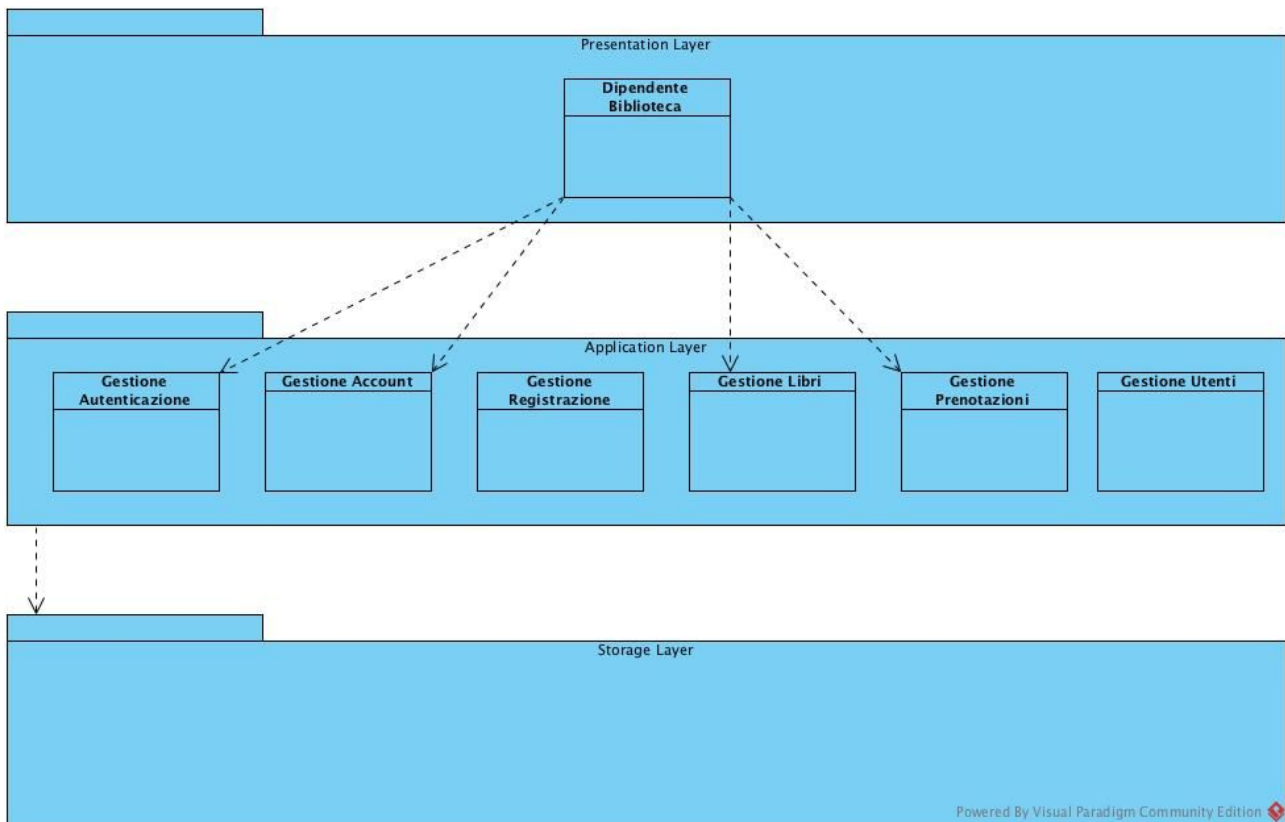 Presentation Layer
Dipendente
Biblioteca
Application Layer
Gestione
Autenticazione
Gestione Account
Gestione
Registrazione
Gestione Libri
Gestione
Prenotazioni
Gestione Utenti
Storage Layer
Powered By Visual Paradigm Community Edition